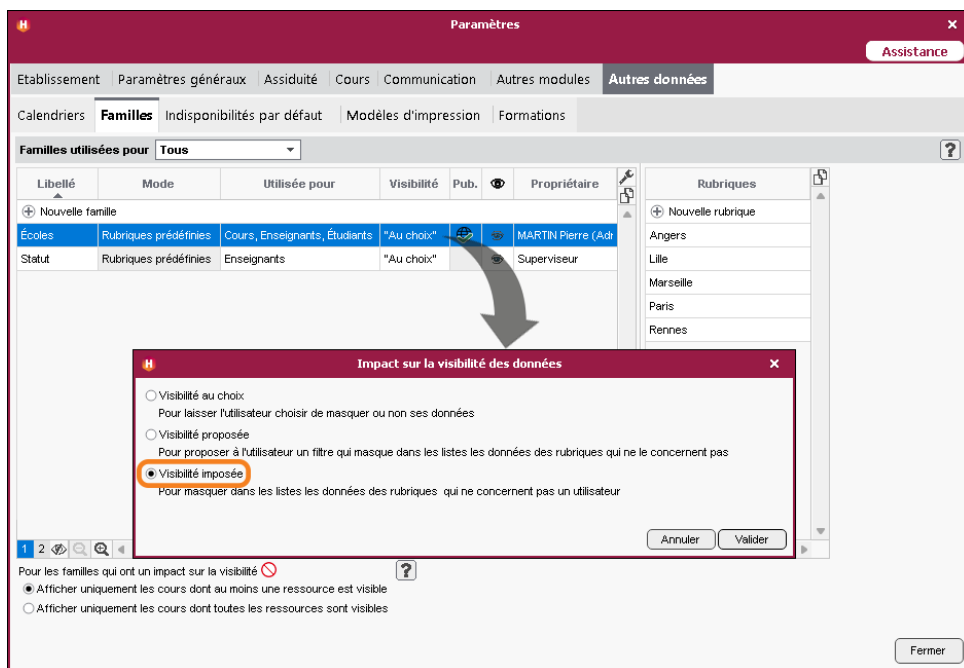 Paramètres
Assistance
Etablissement Paramètres généraux Assiduité Cours Communication Autres modules Autres données
Calendriers Familles Indisponibilités par défaut Modèles d'impression Formations
Familles utilisées pour Tous ?
Libellé Mode Utilisée pour Visibilité Pub. Propriétaire Rubriques
Nouvelle famille Nouvelle rubrique
Écoles Rubriques prédéfinies Cours, Enseignants, Étudiants "Au choix" MARTIN Pierre (Adr Angers
Statut Rubriques prédéfinies Enseignants "Au choix" Superviseur Lille
Marseille
Paris
Rennes
H Impact sur la visibilité des données
Visibilité au choix
Pour laisser l'utilisateur choisir de masquer ou non ses données
Visibilité proposée
Pour proposer à l'utilisateur un filtre qui masque dans les listes les données des rubriques qui ne le concernent pas
Visibilité imposée
Pour masquer dans les listes les données des rubriques qui ne concernent pas un utilisateur
Annuler Valider
1 2
Pour les familles qui ont un impact sur la visibilité ?
Afficher uniquement les cours dont au moins une ressource est visible
Afficher uniquement les cours dont toutes les ressources sont visibles
Fermer